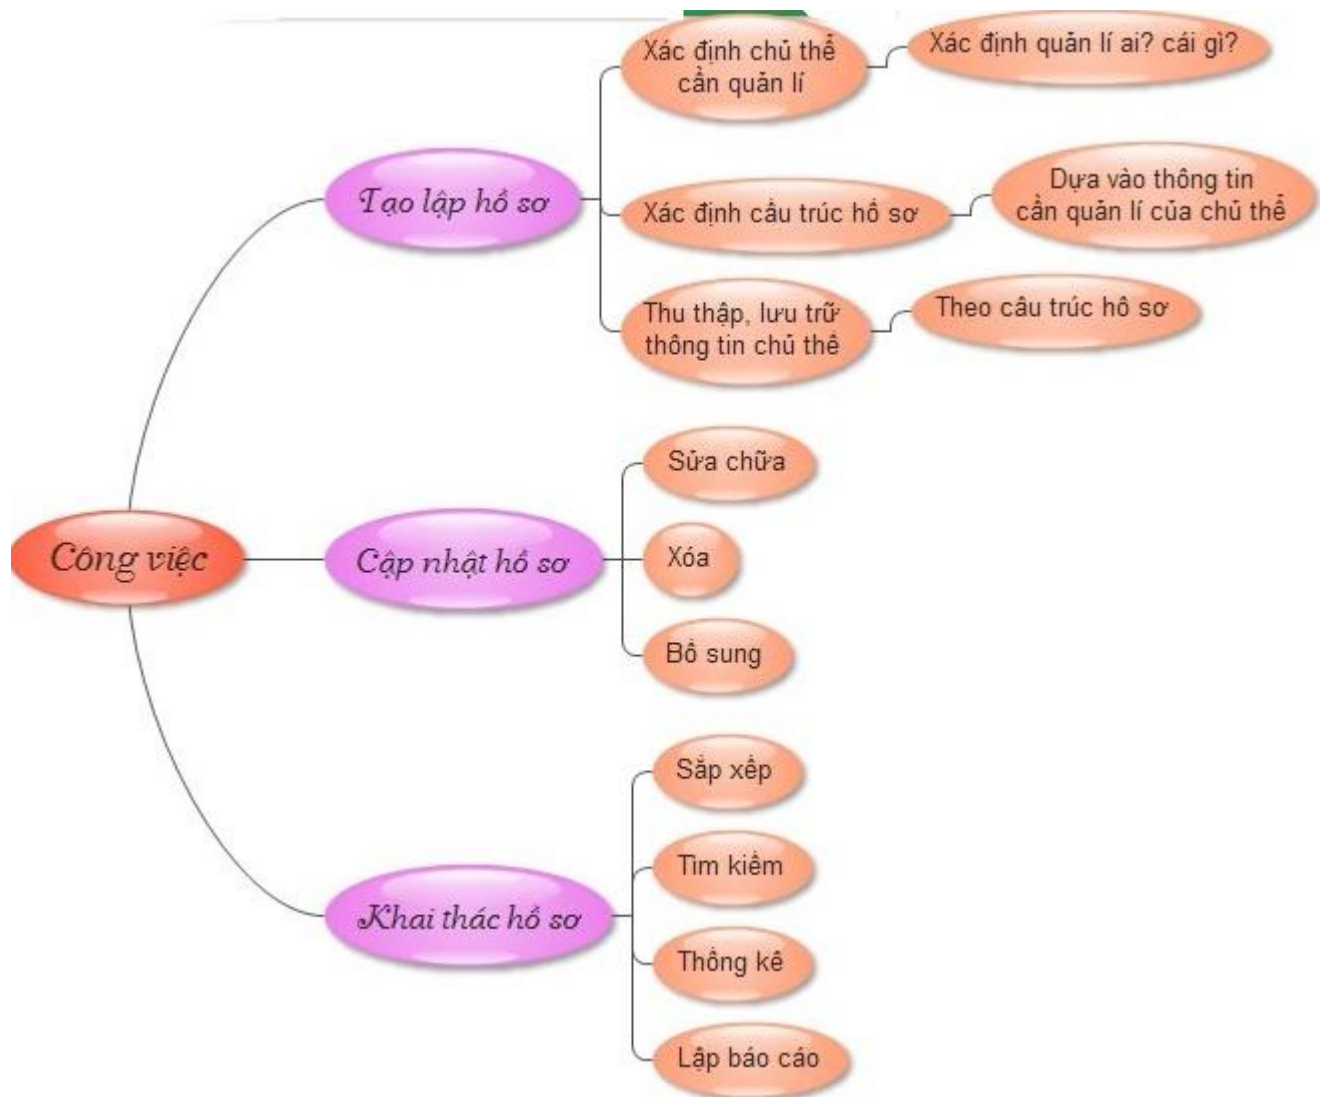 Công việc
Tạo lập hồ sơ
Xác định chủ thể
cần quản lí
Xác định quản lí ai? cái gì?
Xác định cấu trúc hồ sơ
Dựa vào thông tin
cần quản lí của chủ thể
Thu thập, lưu trữ
thông tin chủ thể
Theo cấu trúc hồ sơ
Cập nhật hồ sơ
Sửa chữa
Xóa
Bổ sung
Khai thác hồ sơ
Sắp xếp
Tìm kiếm
Thống kê
Lập báo cáo